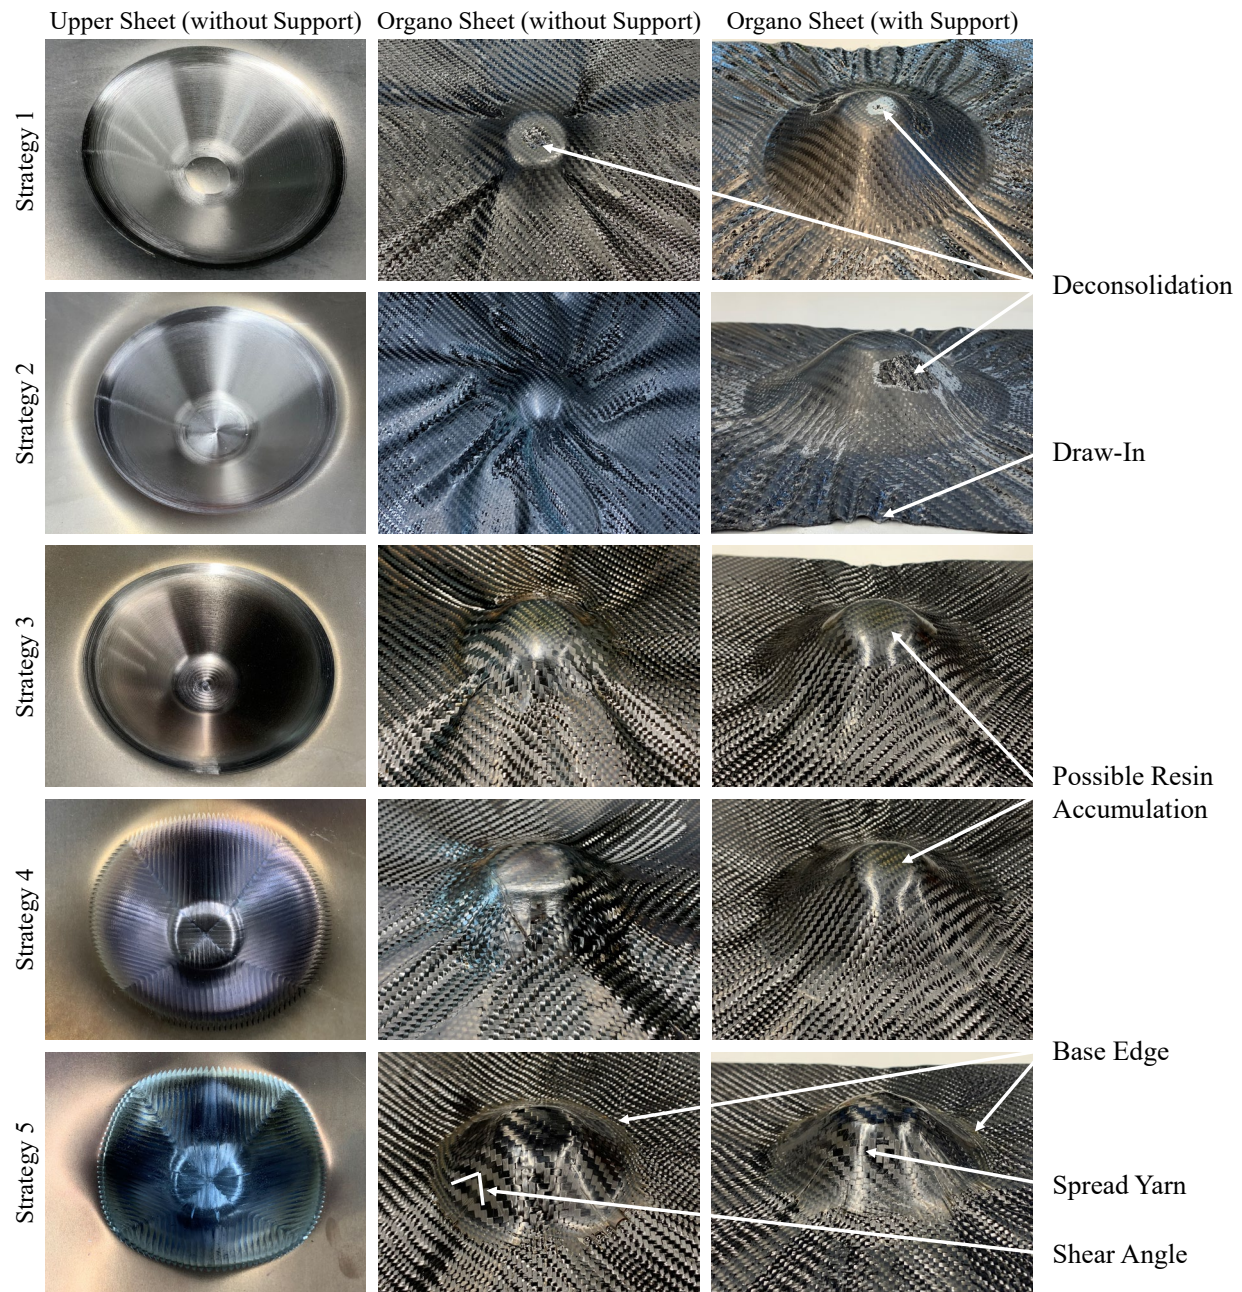 Upper Sheet (without Support) Organo Sheet (without Support) Organo Sheet (with Support)
Strategy 1
Deconsolidation
Strategy 2
Draw-In
Strategy 3
Possible Resin
Accumulation
Strategy 4
Base Edge
Strategy 5
Spread Yarn
Shear Angle